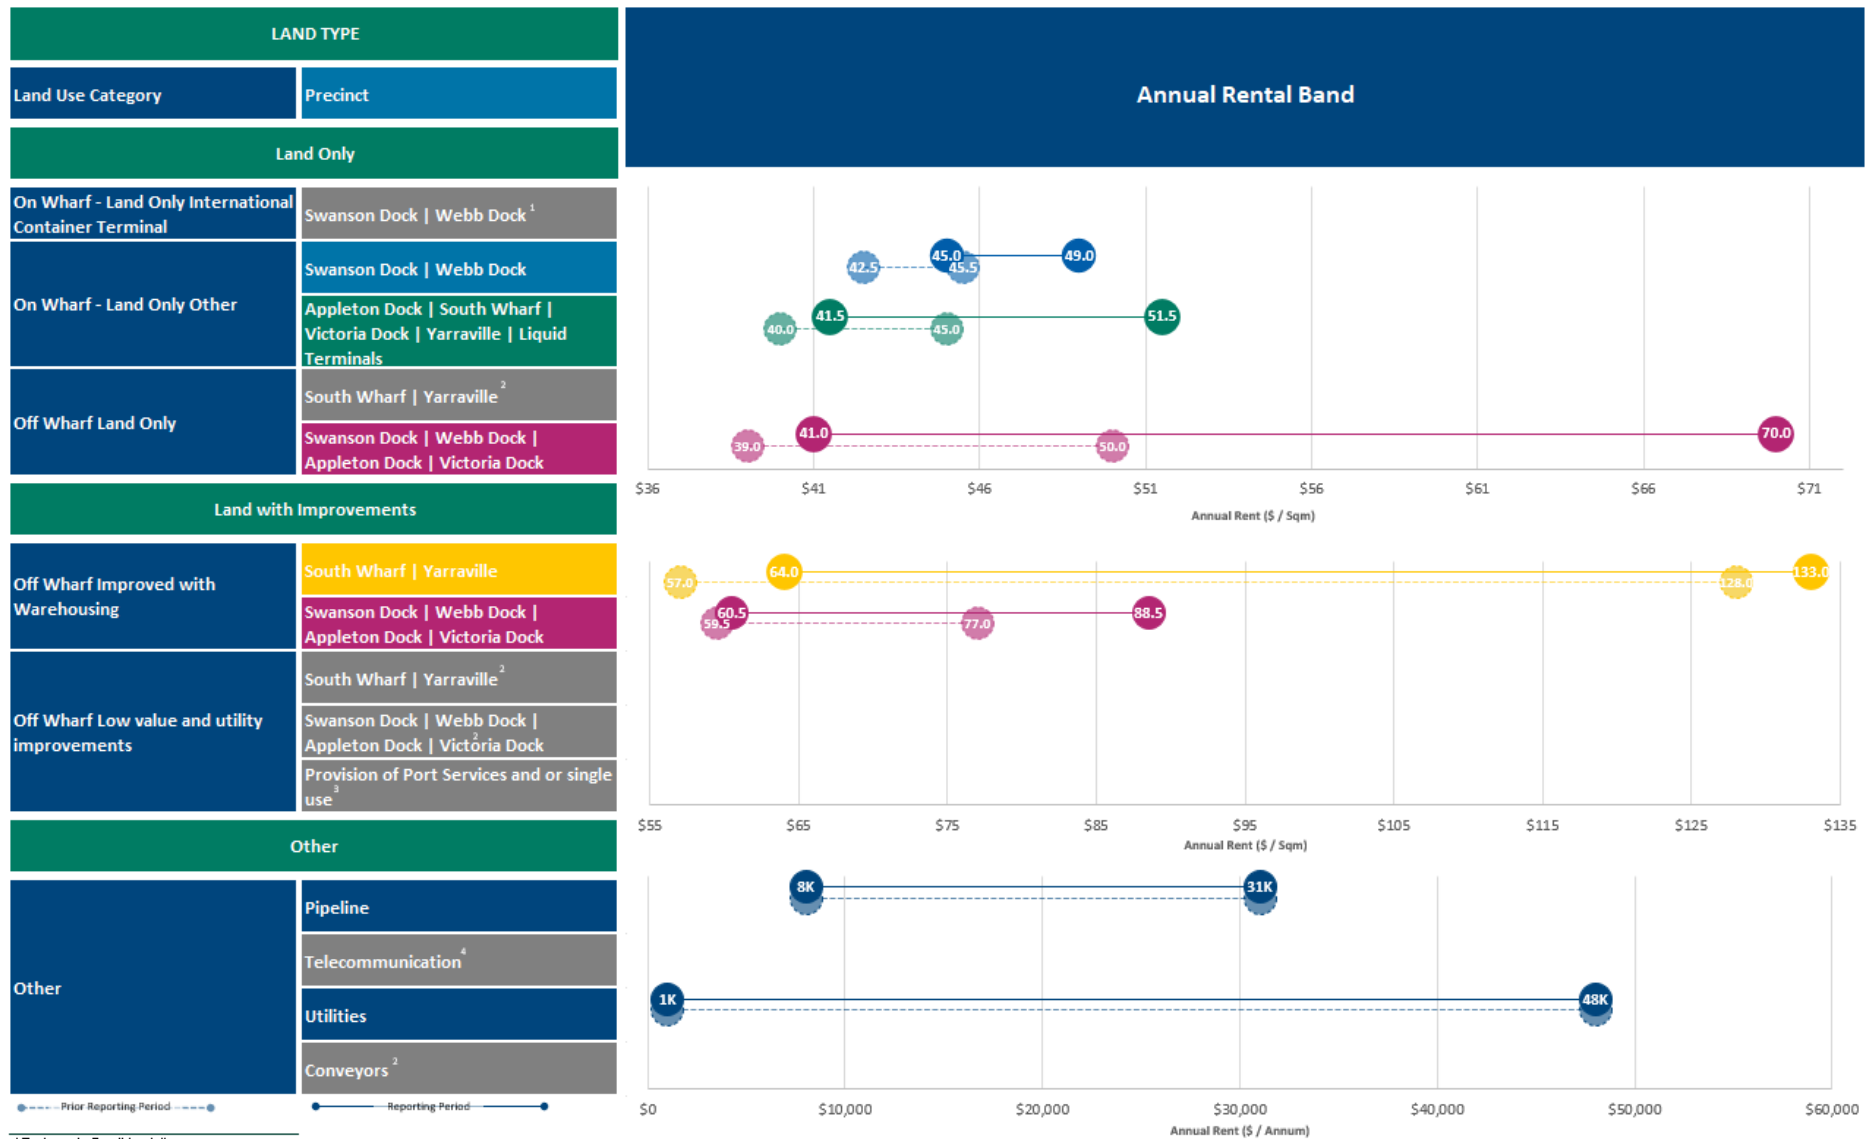 LAND TYPE
Annual Rental Band
Land Use Category
Precinct
Land Only
On Wharf - Land Only International
Container Terminal
Swanson Dock | Webb Dock 1
On Wharf - Land Only Other
Swanson Dock | Webb Dock
Appleton Dock | South Wharf |
Victoria Dock | Yarraville | Liquid
Terminals
Off Wharf Land Only
South Wharf | Yarraville 2
Swanson Dock | Webb Dock |
Appleton Dock | Victoria Dock
45.0 49.0
42.5 45.5
41.5 51.5
40.0 45.0
41.0 70.0
39.0 50.0
$36 $41 $46 $51 $56 $61 $66 $71
Annual Rent ($ / Sqm)
Land with Improvements
Off Wharf Improved with
Warehousing
South Wharf | Yarraville
Swanson Dock | Webb Dock |
Appleton Dock | Victoria Dock
Off Wharf Low value and utility
improvements
South Wharf | Yarraville 2
Swanson Dock | Webb Dock |
Appleton Dock | Victoria Dock 2
Provision of Port Services and or single
use 3
64.0 133.0
57.0 128.0
60.5 88.5
59.5 77.0
$55 $65 $75 $85 $95 $105 $115 $125 $135
Annual Rent ($ / Sqm)
Other
Other
Pipeline
Telecommunication 4
Utilities
Conveyors 2
8K 31K
1K 48K
$0 $10,000 $20,000 $30,000 $40,000 $50,000 $60,000
Annual Rent ($ / Annum)
Prior Reporting Period
Reporting Period